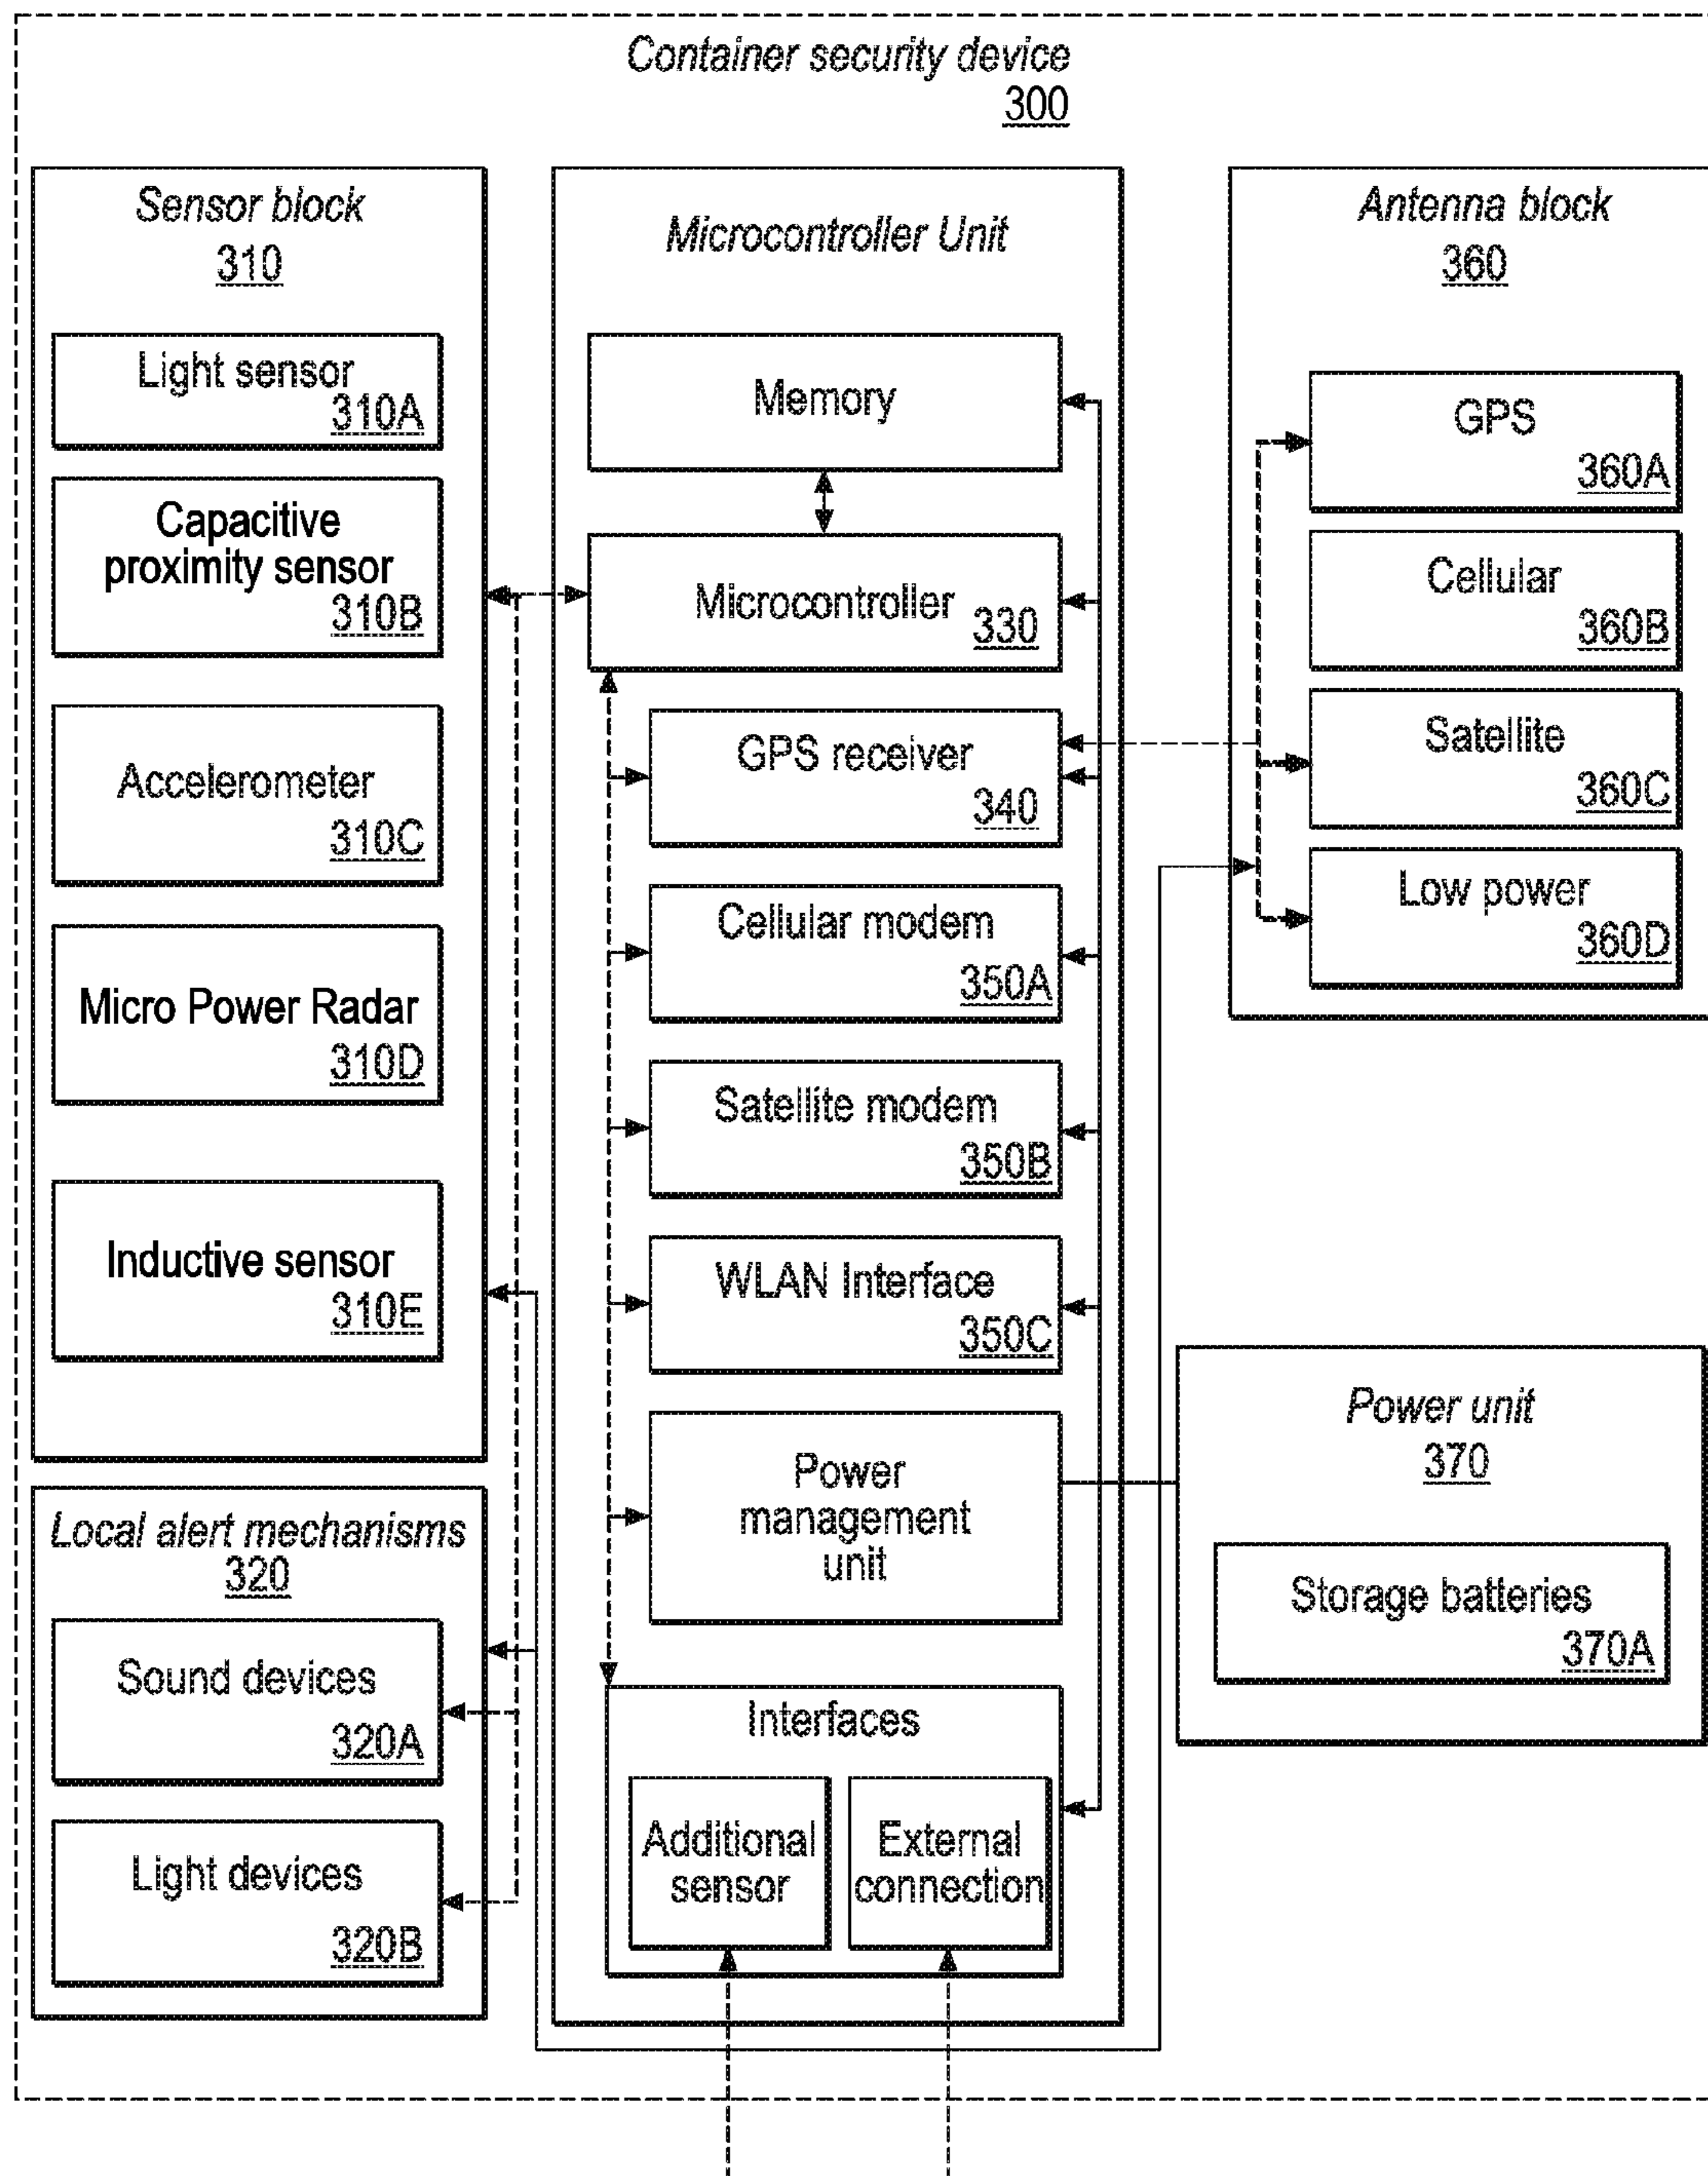 Container security device
300
Sensor block
310
Light sensor
310A
Capacitive
proximity sensor
310B
Accelerometer
310C
Micro Power Radar
310D
Inductive sensor
310E
Local alert mechanisms
320
Sound devices
320A
Light devices
320B
Microcontroller Unit
Memory
Microcontroller
330
GPS receiver
340
Cellular modem
350A
Satellite modem
350B
WLAN Interface
350C
Power
management
unit
Interfaces
Additional
sensor
External
connection
Antenna block
360
GPS
360A
Cellular
360B
Satellite
360C
Low power
360D
Power unit
370
Storage batteries
370A